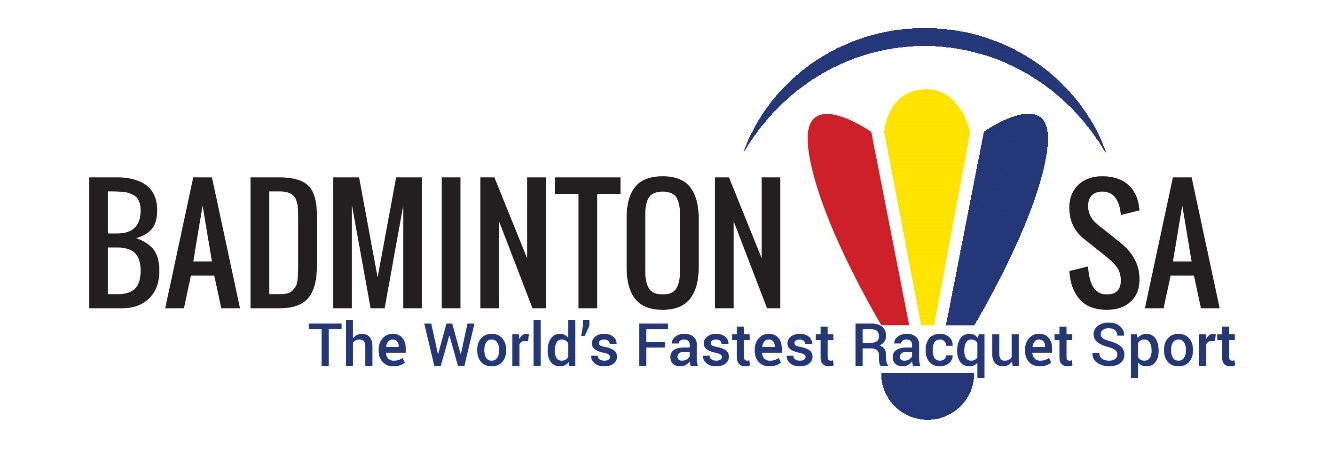 BADMINTON SA
The World’s Fastest Racquet Sport